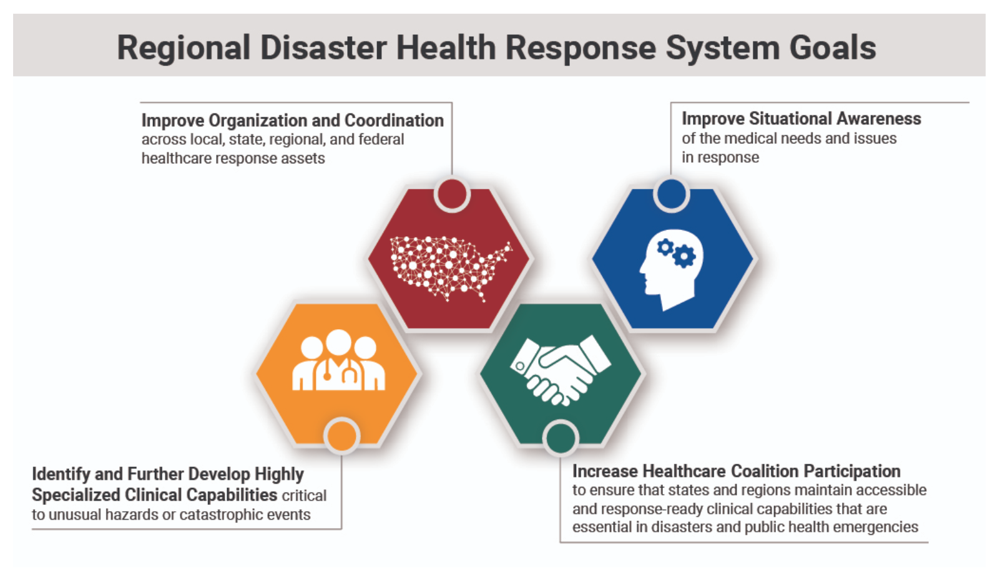 Regional Disaster Health Response System Goals
Improve Organization and Coordination
across local, state, regional, and federal
healthcare response assets
Improve Situational Awareness
of the medical needs and issues
in response
Identify and Further Develop Highly
Specialized Clinical Capabilities critical
to unusual hazards or catastrophic events
Increase Healthcare Coalition Participation
to ensure that states and regions maintain accessible
and response-ready clinical capabilities that are
essential in disasters and public health emergencies